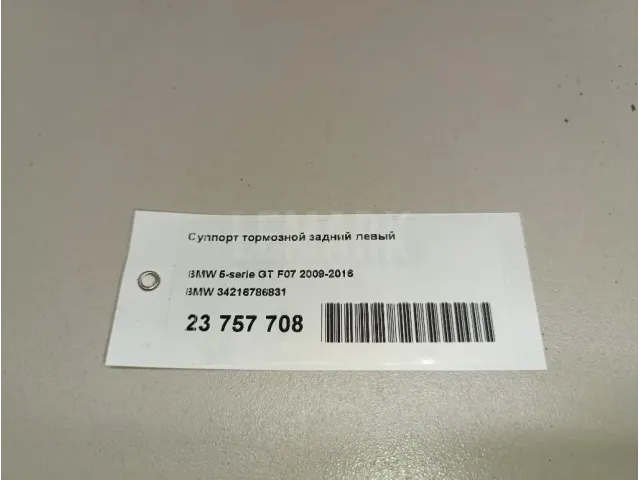 Суппорт тормозной задний левый
BMW 5-serie GT F07 2009-2016
BMW 34216786831
23 757 708